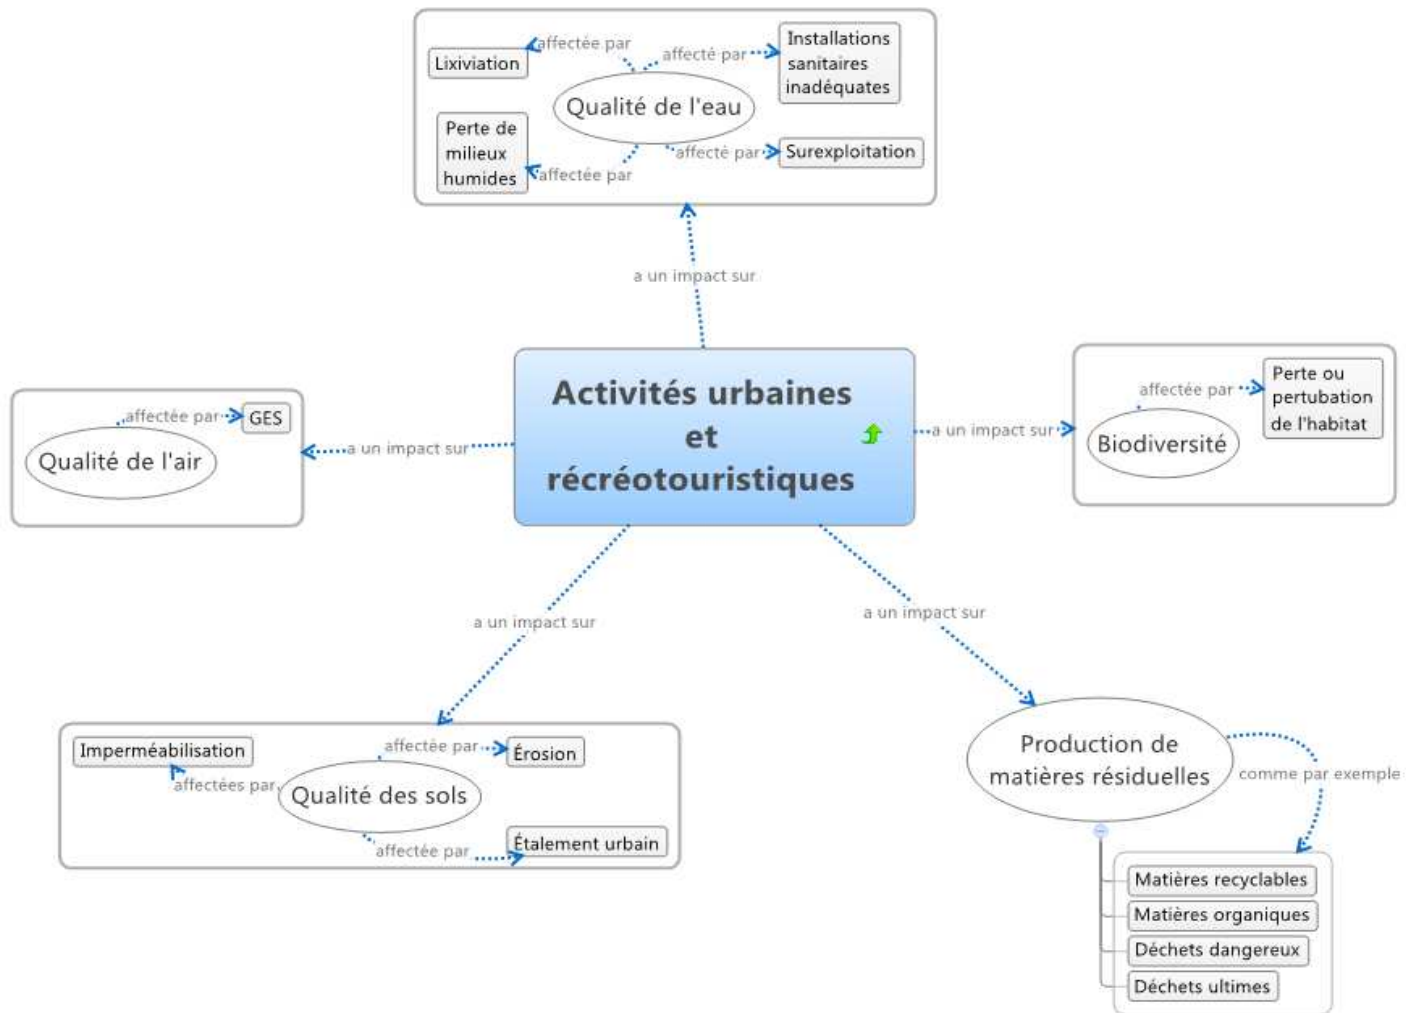 affectée par
affecté par
Installations
sanitaires
inadéquates
Lixiviation
Qualité de l'eau
Perte de
milieux
humides
affectée par
affecté par
Surexploitation
a un impact sur
Activités urbaines
et
récréotouristiques
affectée par
GES
Qualité de l'air
a un impact sur
a un impact sur
affectée par
Perte ou
pertubation
de l'habitat
Biodiversité
a un impact sur
a un impact sur
Imperméabilisation
affectée par
Érosion
affectées par
Qualité des sols
affectée par
Étalement urbain
Production de
matières résiduelles
comme par exemple
Matières recyclables
Matières organiques
Déchets dangereux
Déchets ultimes